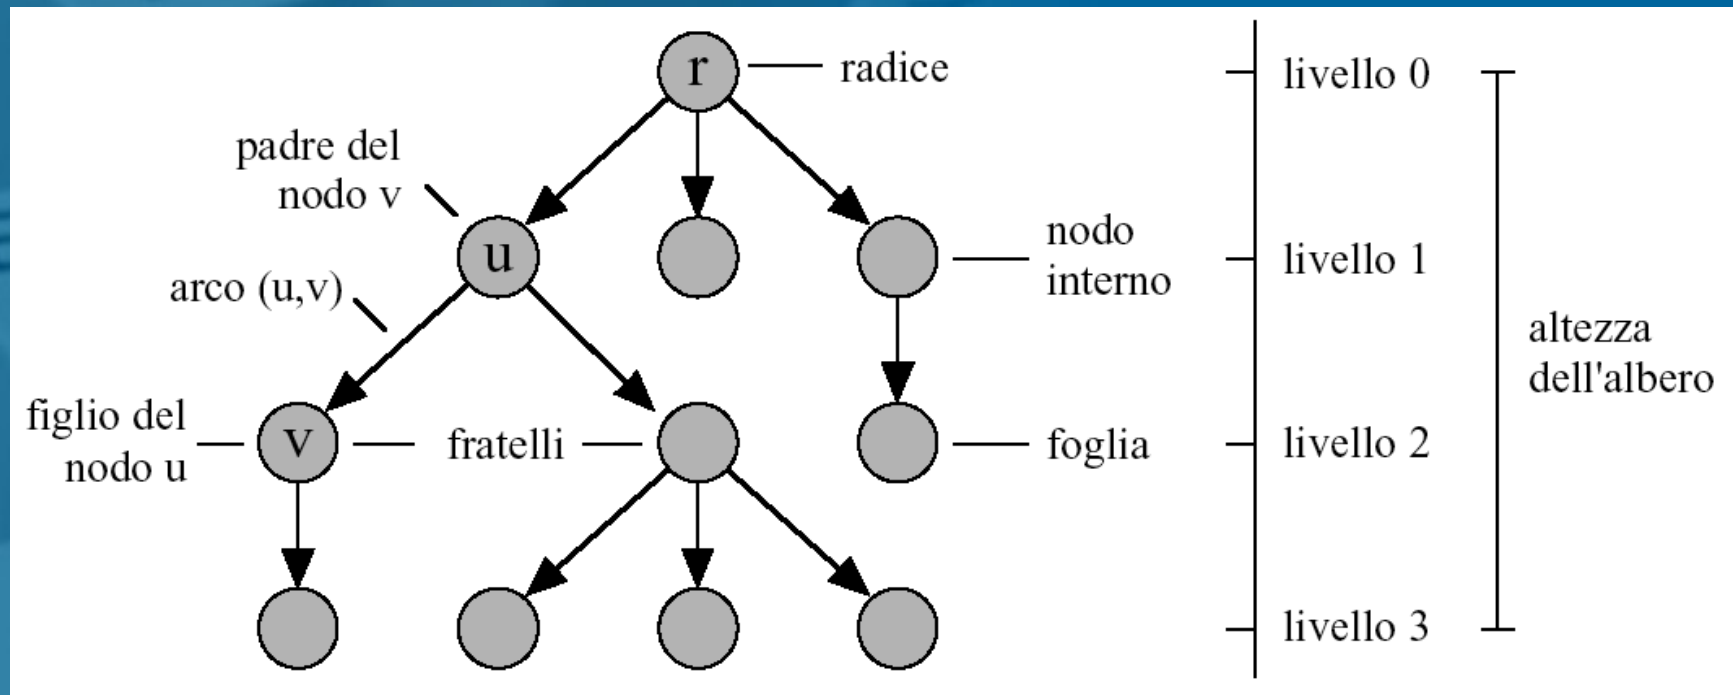 r
radice
livello 0
padre del
nodo v
u
nodo
interno
livello 1
arco (u,v)
altezza
dell'albero
figlio del
nodo u
v
fratelli
foglia
livello 2
livello 3